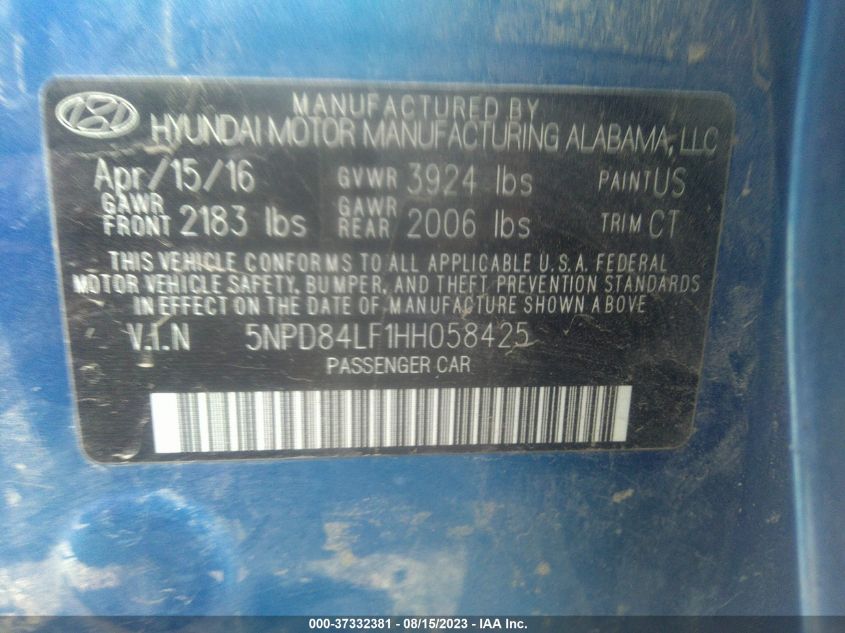 MANUFACTURED BY
HYUNDAI MOTOR MANUFACTURING ALABAMA, LLC
Apr/15/16 GVWR 3924 lbs PAINT US
GAWR FRONT 2183 lbs GAWR REAR 2006 lbs TRIM CT
THIS VEHICLE CONFORMS TO ALL APPLICABLE U.S.A. FEDERAL
MOTOR VEHICLE SAFETY, BUMPER, AND THEFT PREVENTION STANDARDS
IN EFFECT ON THE DATE OF MANUFACTURE SHOWN ABOVE
V.I.N 5NPD84LF1HH058425
PASSENGER CAR
000-37332381 - 08/15/2023 - IAA Inc.